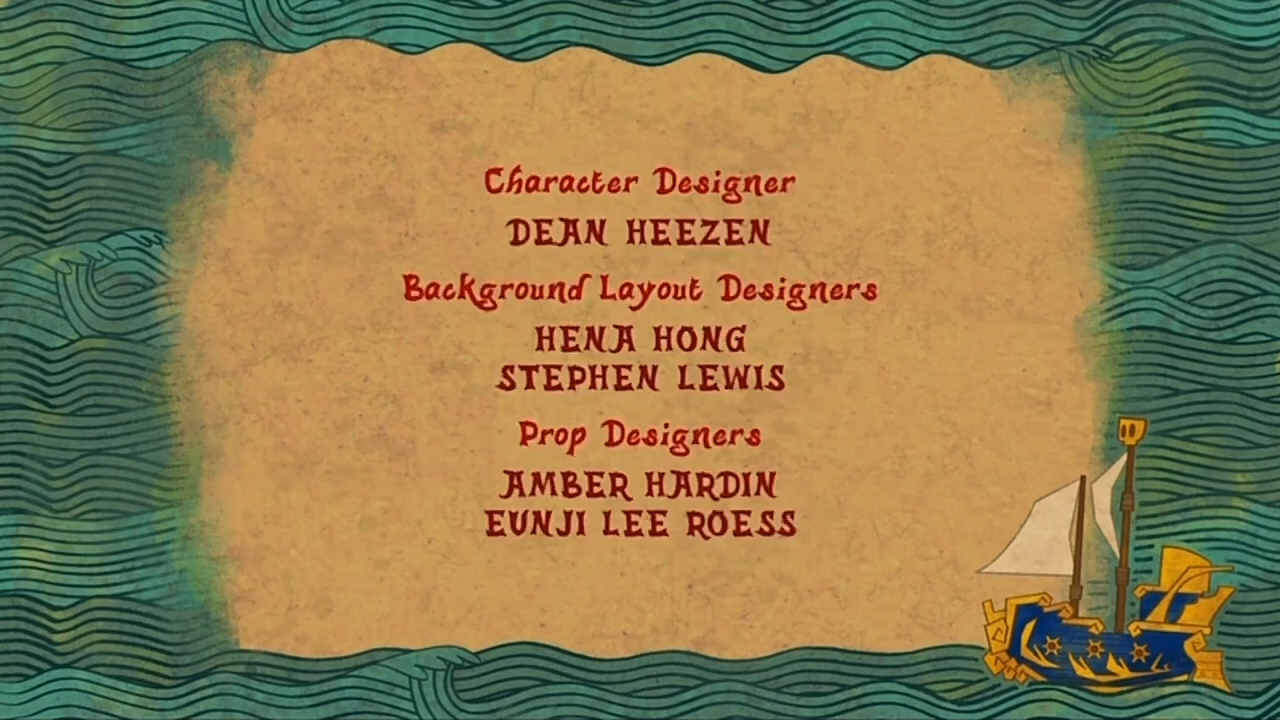 Character Designer
DEAN HEEZEN
Background Layout Designers
HENA HONG
STEPHEN LEWIS
Prop Designers
AMBER HARDIN
EUNJI LEE ROESS